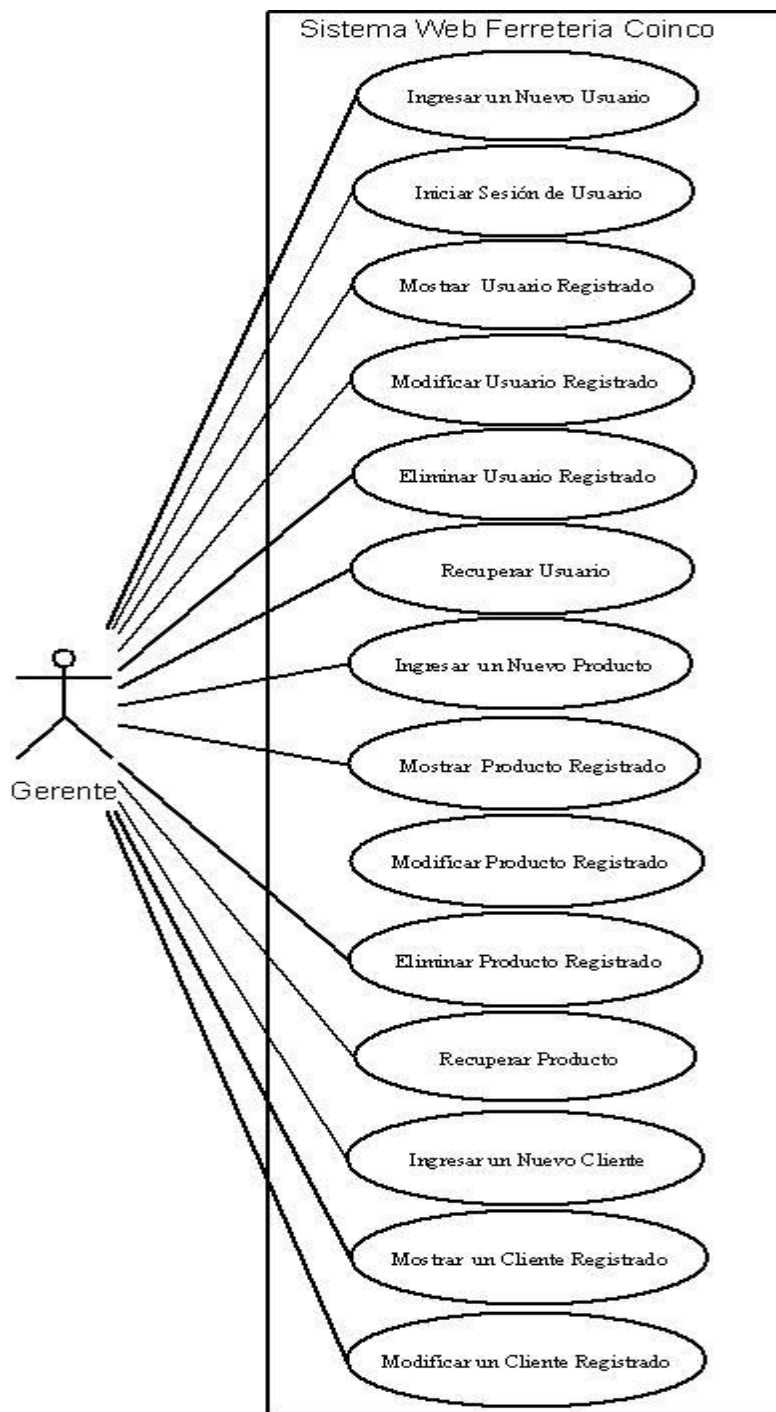 Sistema Web Ferreteria Coinco
Ingresar un Nuevo Usuario
Iniciar Sesión de Usuario
Mostrar Usuario Registrado
Modificar Usuario Registrado
Eliminar Usuario Registrado
Recuperar Usuario
Ingresar un Nuevo Producto
Mostrar Producto Registrado
Gerente
Modificar Producto Registrado
Eliminar Producto Registrado
Recuperar Producto
Ingresar un Nuevo Cliente
Mostrar un Cliente Registrado
Modificar un Cliente Registrado